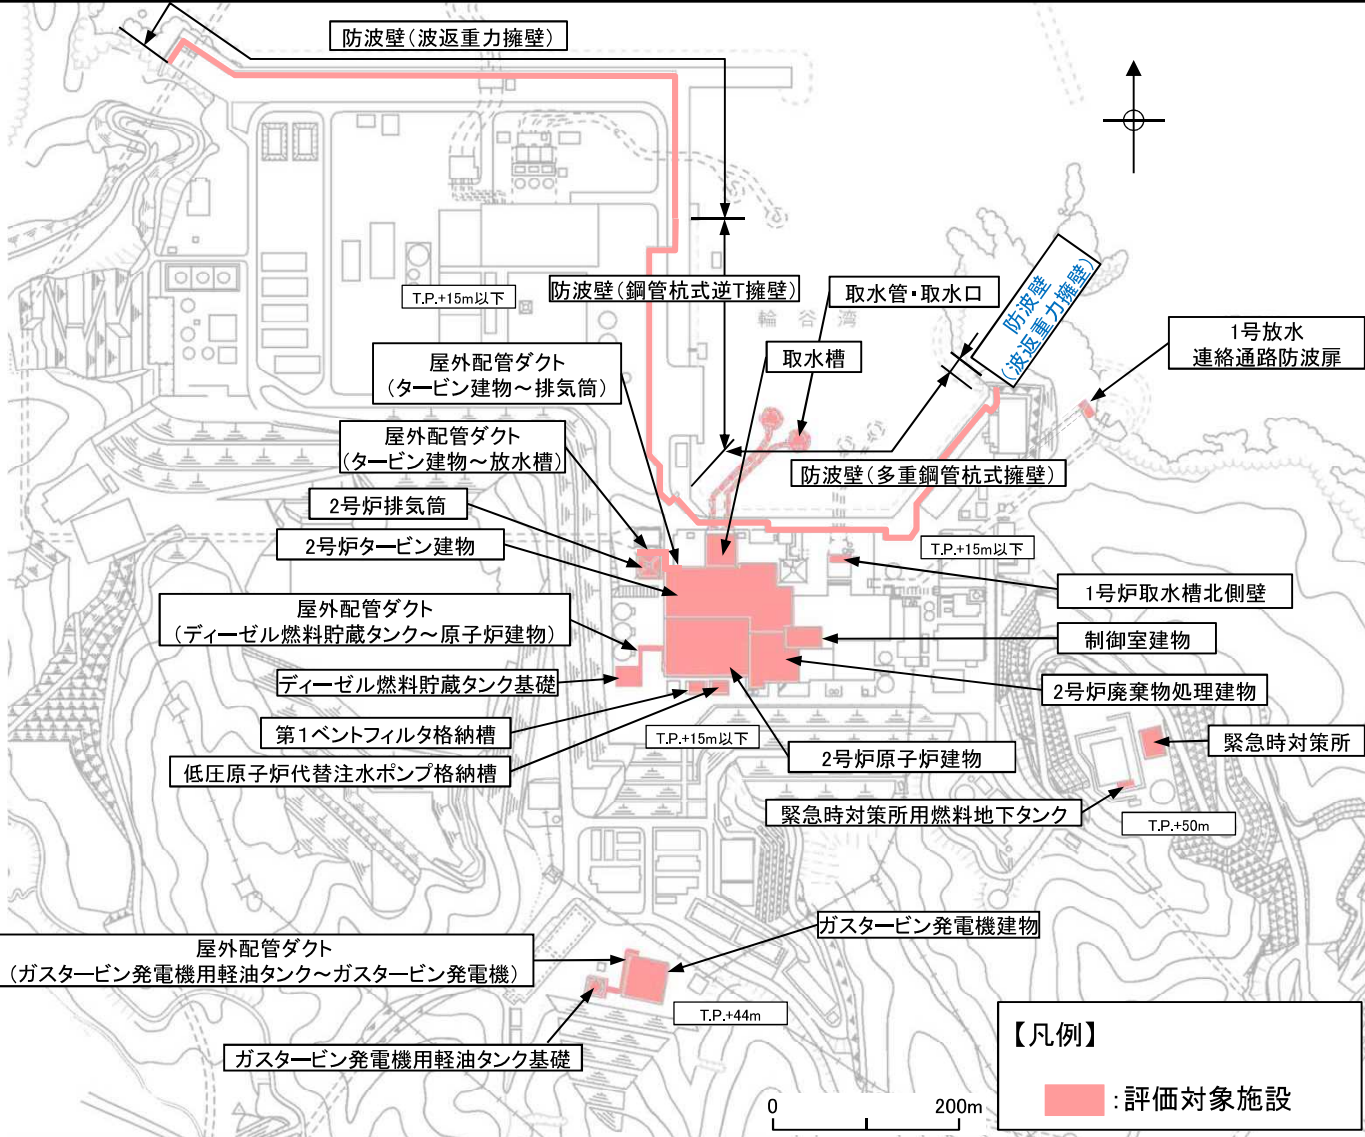 防波壁(波返重力擁壁)
防波壁(鋼管杭式逆T擁壁)
取水管・取水口
防波壁
(波返重力擁壁)
T.P.+15m以下
輪谷湾
1号放水
連絡通路防波扉
屋外配管ダクト
(タービン建物～排気筒)
取水槽
屋外配管ダクト
(タービン建物～放水槽)
防波壁(多重鋼管杭式擁壁)
2号炉排気筒
2号炉タービン建物
T.P.+15m以下
1号炉取水槽北側壁
屋外配管ダクト
(ディーゼル燃料貯蔵タンク～原子炉建物)
制御室建物
ディーゼル燃料貯蔵タンク基礎
2号炉廃棄物処理建物
第1ベントフィルタ格納槽
T.P.+15m以下
緊急時対策所
低圧原子炉代替注水ポンプ格納槽
2号炉原子炉建物
緊急時対策所用燃料地下タンク
T.P.+50m
ガスタービン発電機建物
屋外配管ダクト
(ガスタービン発電機用軽油タンク～ガスタービン発電機)
T.P.+44m
ガスタービン発電機用軽油タンク基礎
【凡例】
:評価対象施設
0 200m